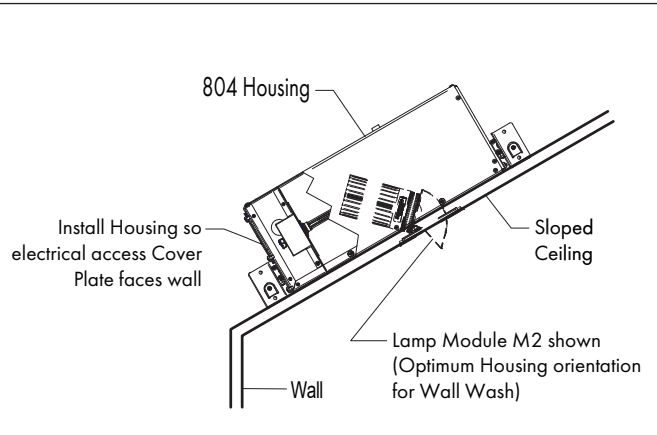 804 Housing
Install Housing so
electrical access Cover
Plate faces wall
Sloped
Ceiling
Lamp Module M2 shown
(Optimum Housing orientation
for Wall Wash)
Wall